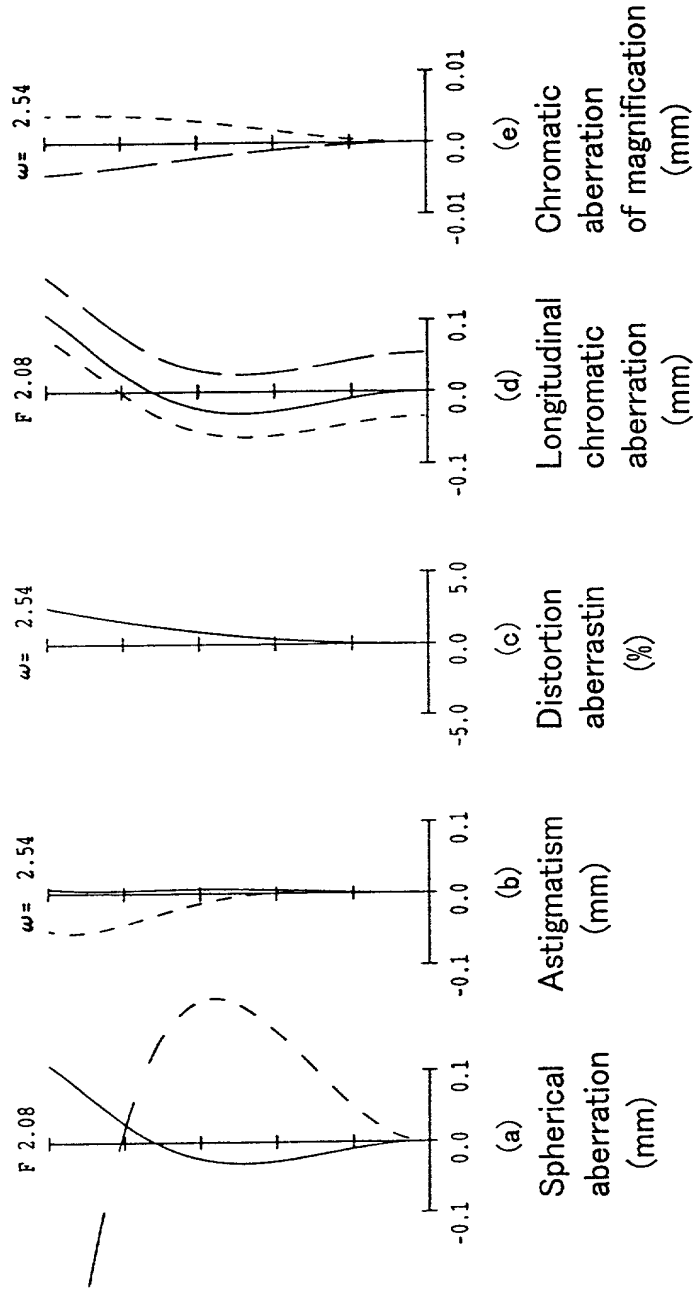 F 2.08
-0.1 0.0 0.1
(a)
Spherical
aberration
(mm)
ω= 2.54
-0.1 0.0 0.1
(b)
Astigmatism
(mm)
ω= 2.54
-5.0 0.0 5.0
(c)
Distortion
aberrastin
(%)
F 2.08
-0.1 0.0 0.1
(d)
Longitudinal
chromatic
aberration
(mm)
ω= 2.54
-0.01 0.0 0.01
(e)
Chromatic
aberration
of magnification
(mm)